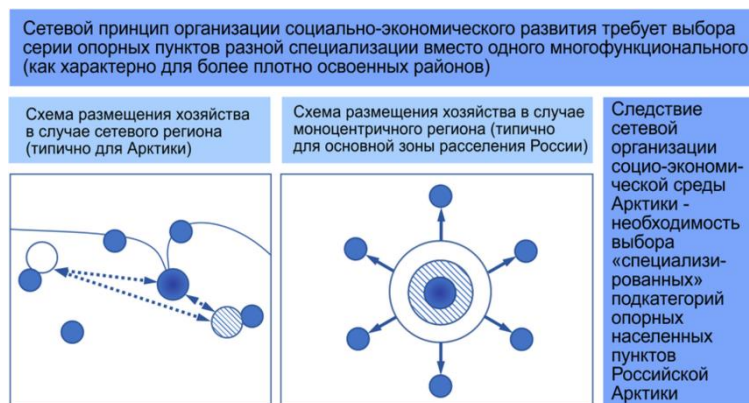 Сетевой принцип организации социально-экономического развития требует выбора
серии опорных пунктов разной специализации вместо одного многофункционального
(как характерно для более плотно освоенных районов)
Схема размещения хозяйства
в случае сетевого региона
(типично для Арктики)
Схема размещения хозяйства в случае
моноцентричного региона (типично
для основной зоны расселения России)
Следствие
сетевой
организации
социо-экономи-
ческой среды
Арктики -
необходимость
выбора
«специализи-
рованных»
подкатегорий
опорных
населенных
пунктов
Российской
Арктики